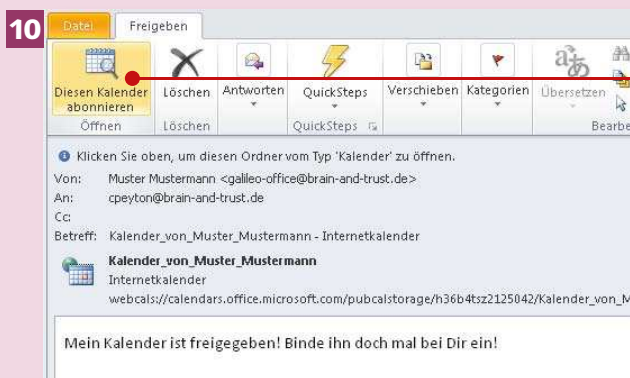 10
Datei Freigeben
Diesen Kalender abonnieren Löschen Antworten QuickSteps Verschieben Kategorien Übersetzen
Öffnen Löschen QuickSteps Bearbe
Klicken Sie oben, um diesen Ordner vom Typ 'Kalender' zu öffnen.
Von: Muster Mustermann <galileo-office@brain-and-trust.de>
An: cpeyton@brain-and-trust.de
Cc:
Betreff: Kalender_von_Muster_Mustermann - Internetkalender
Kalender_von_Muster_Mustermann
Internetkalender
webcals://calendars.office.microsoft.com/pubcalstorage/h36b4tsz2125042/Kalender_von_M
Mein Kalender ist freigegeben! Binde ihn doch mal bei Dir ein!